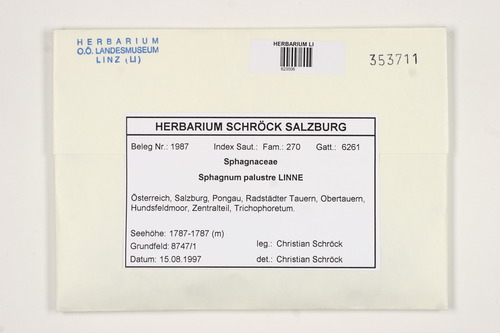 HERBARIUM
O.Ö. LANDESMUSEUM
LINZ (LI)
HERBARIUM LI
353711
HERBARIUM SCHRÖCK SALZBURG
Beleg Nr.: 1987 Index Saut.: Fam.: 270 Gatt.: 6261
Sphagnaceae
Sphagnum palustre LINNE
Österreich, Salzburg, Pongau, Radstädter Tauern, Obertauern,
Hundsfeldmoor, Zentralteil, Trichophoretum.
Seehöhe: 1787-1787 (m)
Grundfeld: 8747/1 leg.: Christian Schröck
Datum: 15.08.1997 det.: Christian Schröck